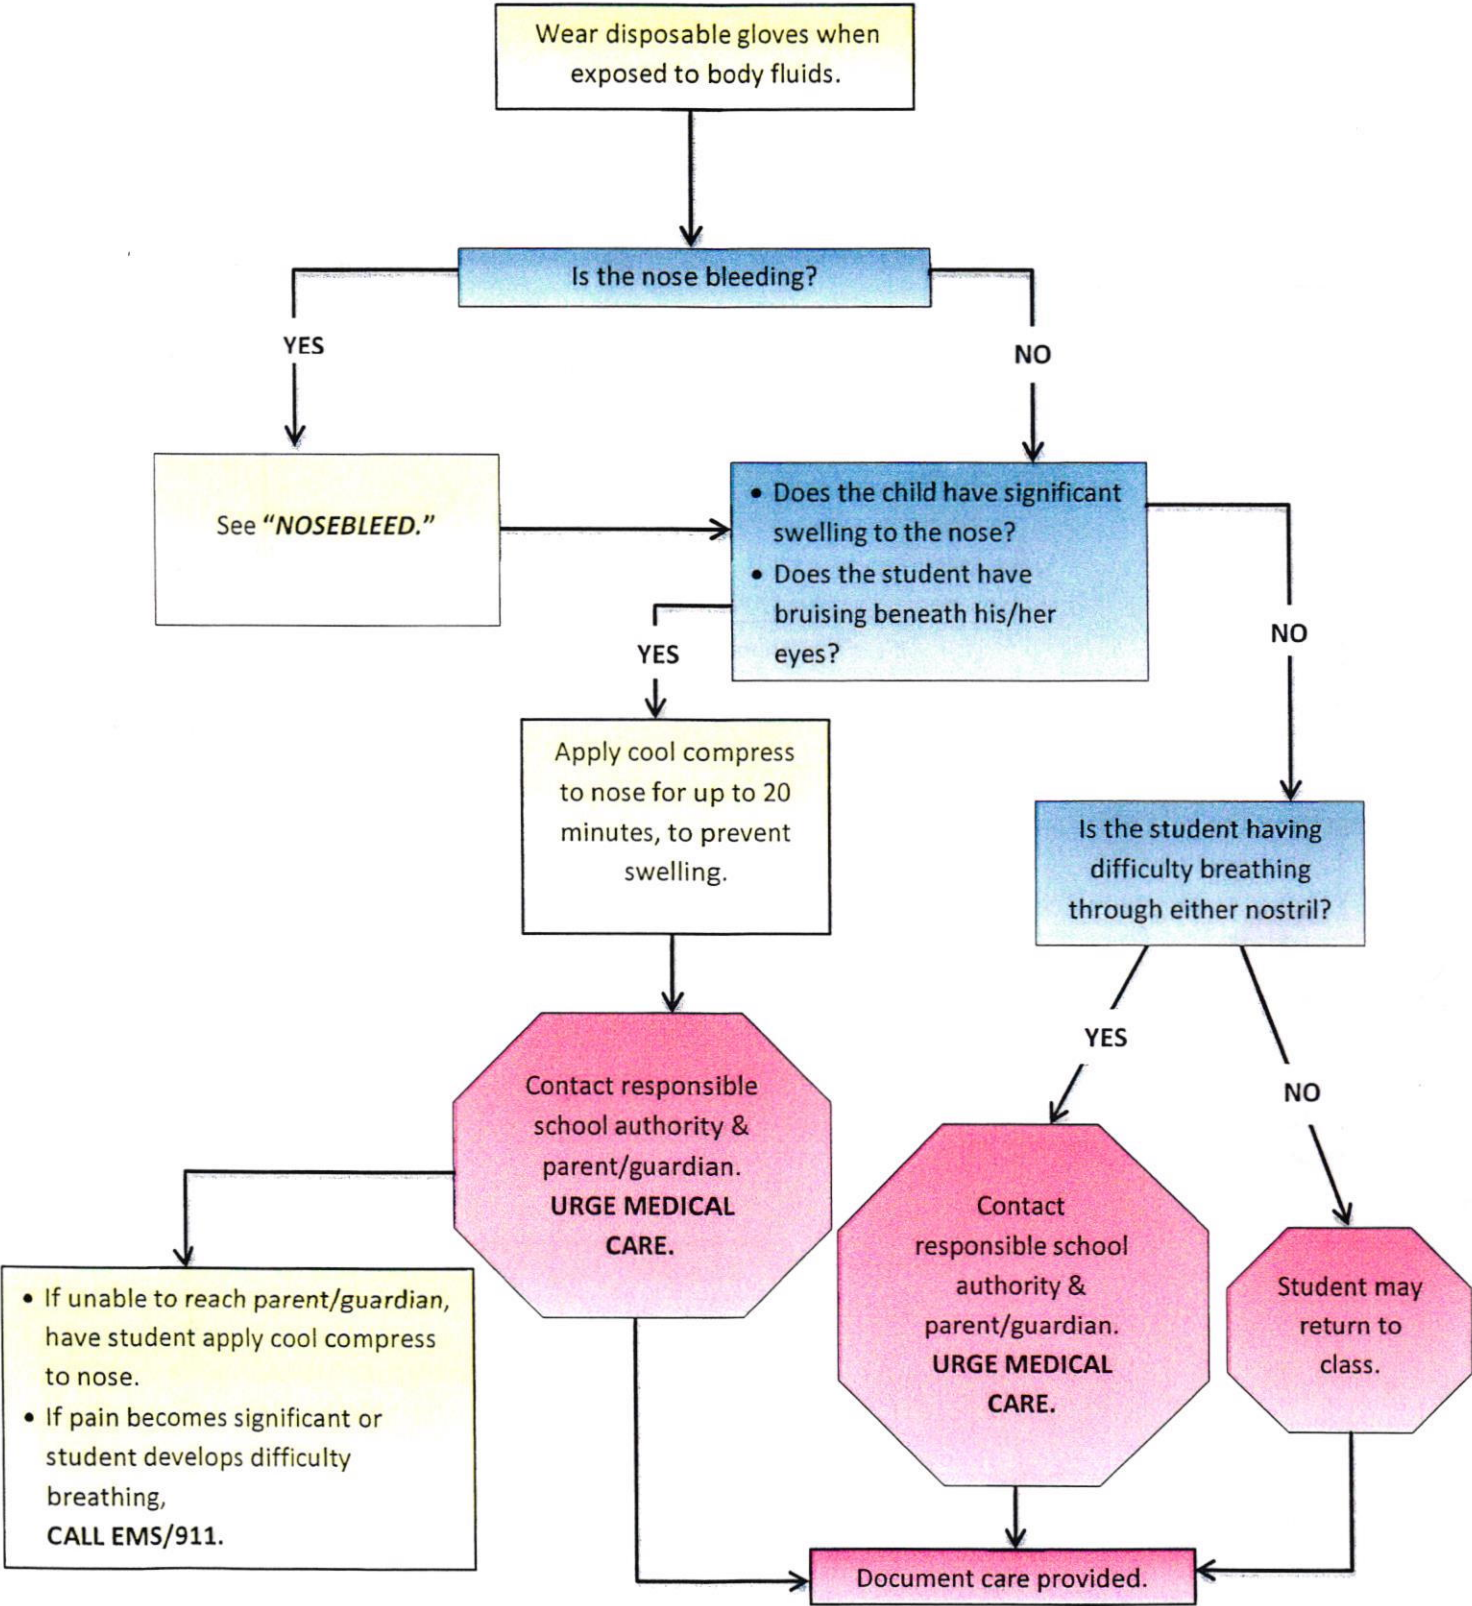 Wear disposable gloves when
exposed to body fluids.
Is the nose bleeding?
YES
NO
See “NOSEBLEED.”
• Does the child have significant
swelling to the nose?
• Does the student have
bruising beneath his/her
eyes?
YES
NO
Apply cool compress
to nose for up to 20
minutes, to prevent
swelling.
Is the student having
difficulty breathing
through either nostril?
YES
NO
Contact responsible
school authority &
parent/guardian.
URGE MEDICAL
CARE.
Contact
responsible school
authority &
parent/guardian.
URGE MEDICAL
CARE.
Student may
return to
class.
• If unable to reach parent/guardian,
have student apply cool compress
to nose.
• If pain becomes significant or
student develops difficulty
breathing,
CALL EMS/911.
Document care provided.